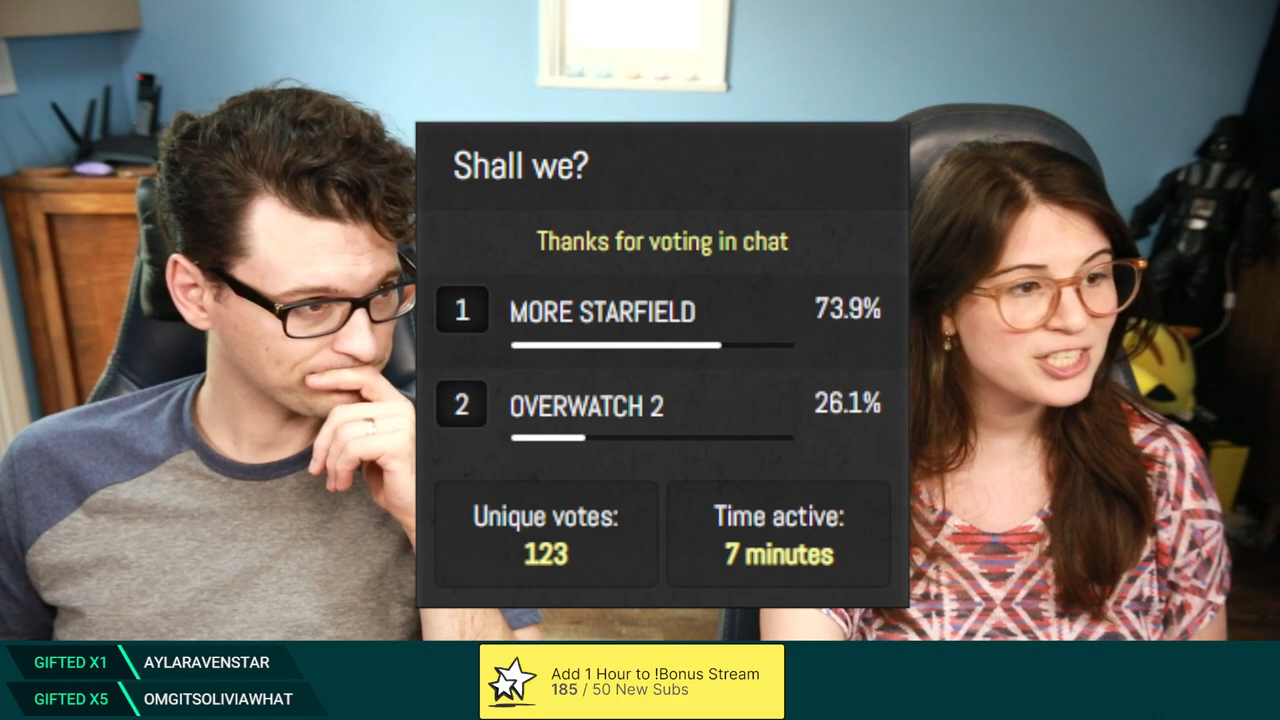 Shall we?
Thanks for voting in chat
1 MORE STARFIELD 73.9%
2 OVERWATCH 2 26.1%
Unique votes: Time active:
123 7 minutes
GIFTED X1 AYLARAVENSTAR
GIFTED X5 OMGITSOLIVIAWHAT
Add 1 Hour to !Bonus Stream
185 / 50 New Subs